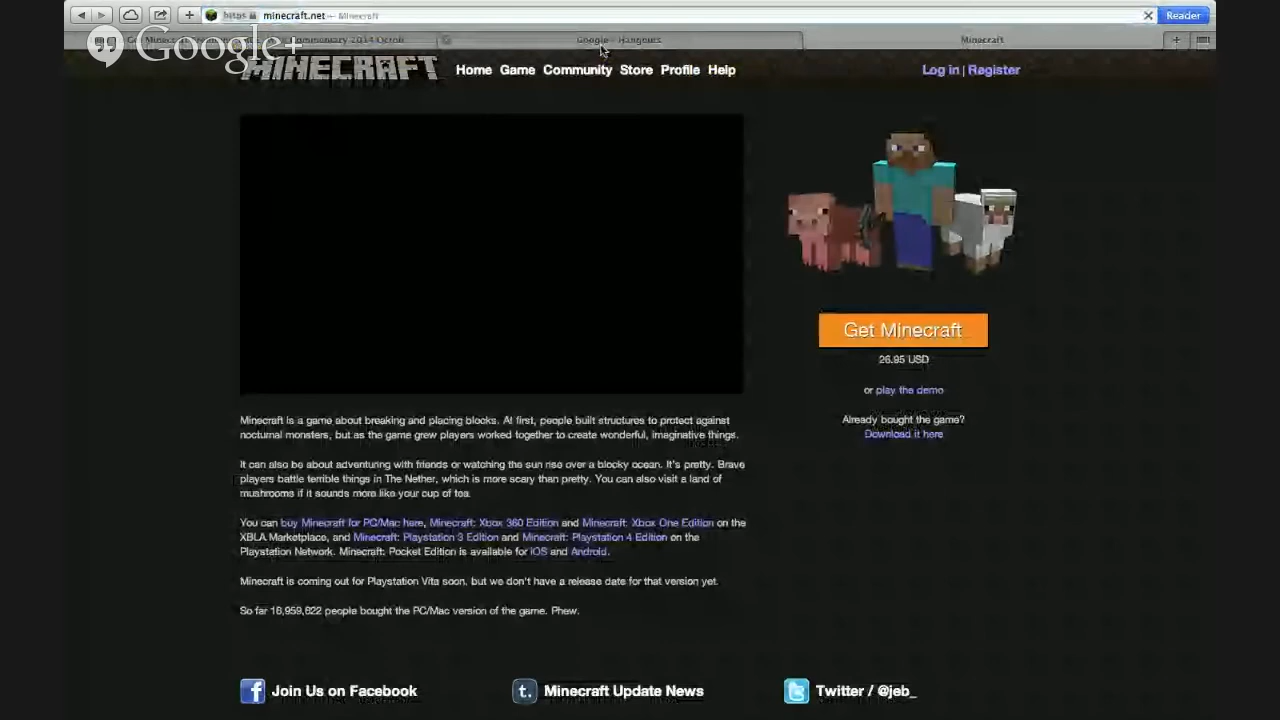 https minecraft.net — Minecraft
Reader
Google - Hangouts
Minecraft
Google+
MINECRAFT
Home Game Community Store Profile Help
Log in | Register
Get Minecraft
26.95 USD
or play the demo
Already bought the game?
Download it here
Minecraft is a game about breaking and placing blocks. At first, people built structures to protect against
nocturnal monsters, but as the game grew players worked together to create wonderful, imaginative things.
It can also be about adventuring with friends or watching the sun rise over a blocky ocean. It's pretty. Brave
players battle terrible things in The Nether, which is more scary than pretty. You can also visit a land of
mushrooms if it sounds more like your cup of tea.
You can buy Minecraft for PC/Mac here, Minecraft: Xbox 360 Edition and Minecraft: Xbox One Edition on the
XBLA Marketplace, and Minecraft: Playstation 3 Edition and Minecraft: Playstation 4 Edition on the
Playstation Network. Minecraft: Pocket Edition is available for iOS and Android.
Minecraft is coming out for Playstation Vita soon, but we don't have a release date for that version yet.
So far people bought the PC/Mac version of the game. Phew.
Join Us on Facebook
t. Minecraft Update News
Twitter / @jeb_